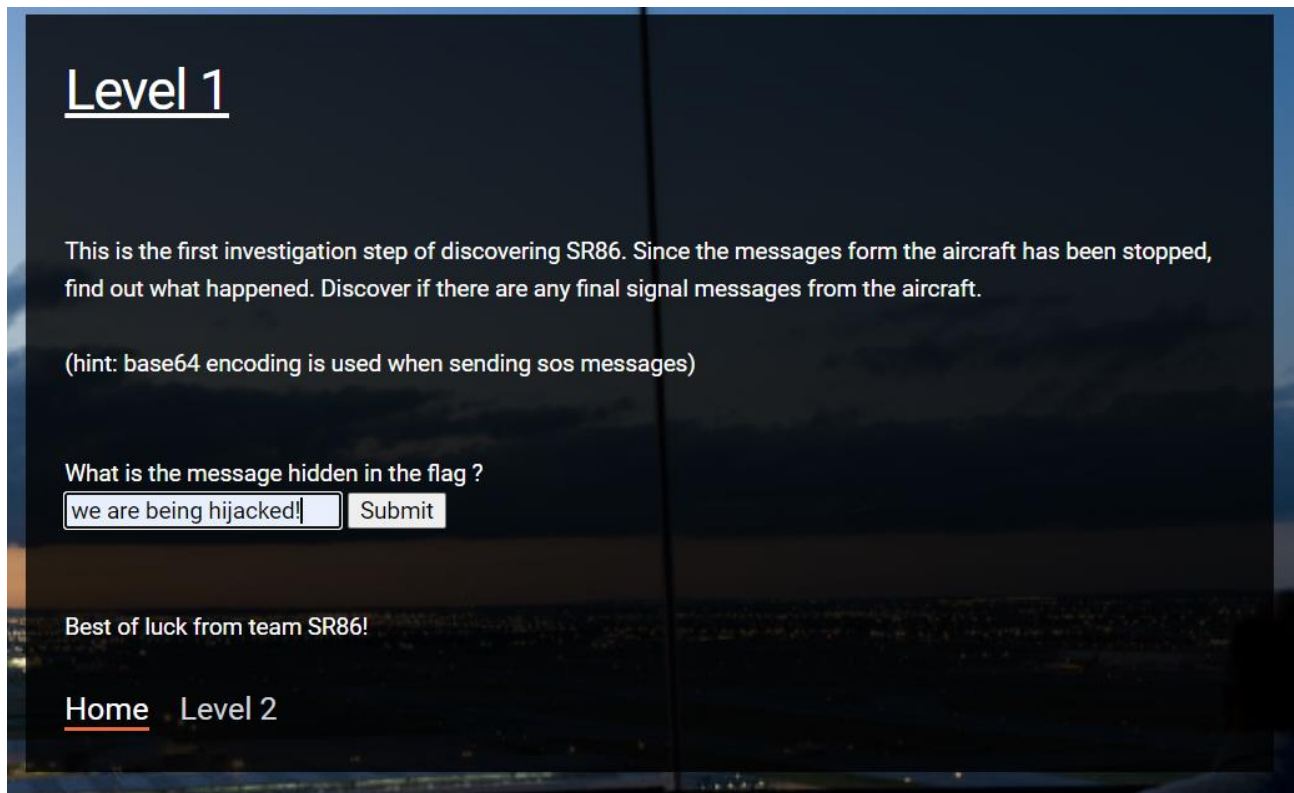 Level 1
This is the first investigation step of discovering SR86. Since the messages form the aircraft has been stopped,
find out what happened. Discover if there are any final signal messages from the aircraft.
(hint: base64 encoding is used when sending sos messages)
What is the message hidden in the flag ?
we are being hijacked! Submit
Best of luck from team SR86!
Home Level 2